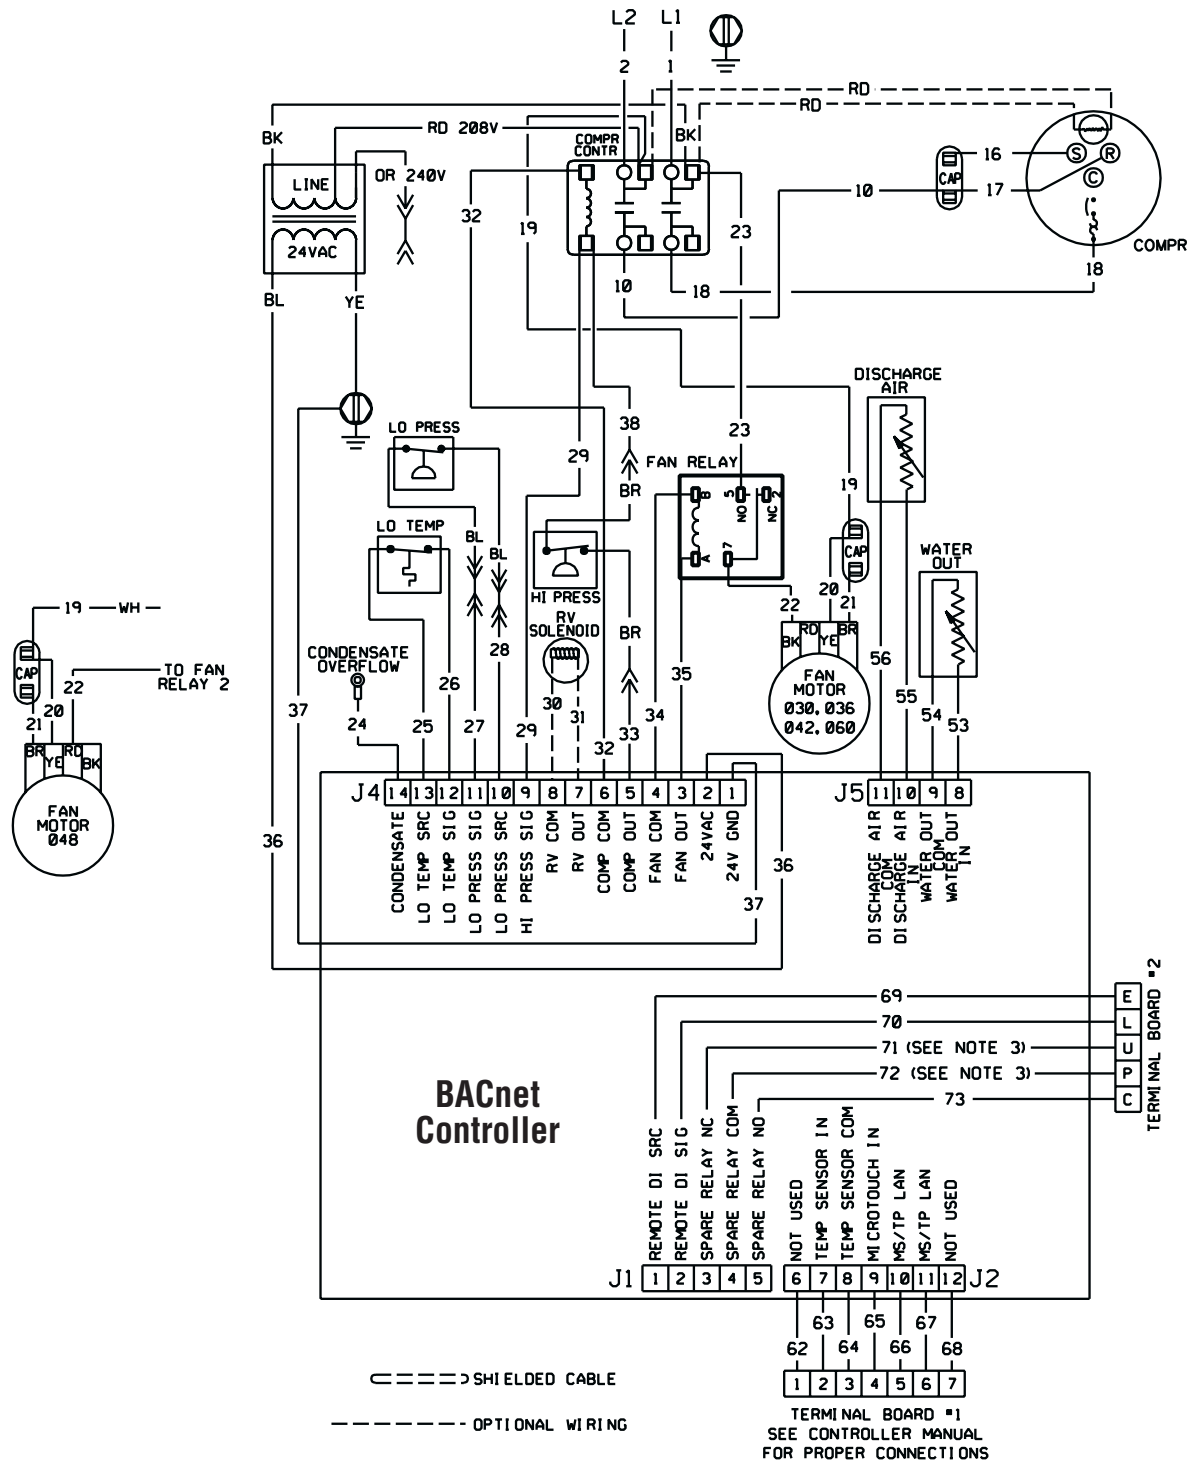 L2 L1
2 1
RD
RD
BK
RD 208V
BK
COMPR
CONTR
16
S R
CAP
C
17
10
LINE
OR 240V
32
19
23
24VAC
COMPR
BL YE
10
18
18
DISCHARGE
AIR
LO PRESS
38
23
29
FAN RELAY
BR
19
B 5 2
NO NC
LO TEMP
BL
BL
A 7
CAP
WATER
OUT
HI PRESS
20
21
22
19 WH
RV
SOLENOID
BR
BK RD YE BR
28
CONDENSATE
OVERFLOW
CAP
TO FAN
RELAY 2
22
20
21
26
35
FAN
MOTOR
030,036
042,060
56
55
54
53
37
24
25
27
29
30
31
32
33
34
BR YE RD BK
FAN
MOTOR
048
J4 14 13 12 11 10 9 8 7 6 5 4 3 2 1
J5 11 10 9 8
CONDENSATE
LO TEMP SRC
LO TEMP SIG
LO PRESS SIG
LO PRESS SRC
HI PRESS SIG
RV COM
RV OUT
COMP COM
COMP OUT
FAN COM
FAN OUT
24VAC
24V GND
DISCHARGE AIR
COM
DISCHARGE AIR
IN
WATER OUT
COM
WATER OUT
IN
36
36
37
69
70
71 (SEE NOTE 3)
72 (SEE NOTE 3)
73
E
L
U
P
C
TERMINAL BOARD #2
BACnet
Controller
REMOTE DI SRC
REMOTE DI SIG
SPARE RELAY NC
SPARE RELAY COM
SPARE RELAY NO
NOT USED
TEMP SENSOR IN
TEMP SENSOR COM
MICROTOUCH IN
MS/TP LAN
MS/TP LAN
NOT USED
J1 1 2 3 4 5
6 7 8 9 10 11 12 J2
63 65 67
62 64 66 68
SHIELDED CABLE
1 2 3 4 5 6 7
OPTIONAL WIRING
TERMINAL BOARD #1
SEE CONTROLLER MANUAL
FOR PROPER CONNECTIONS